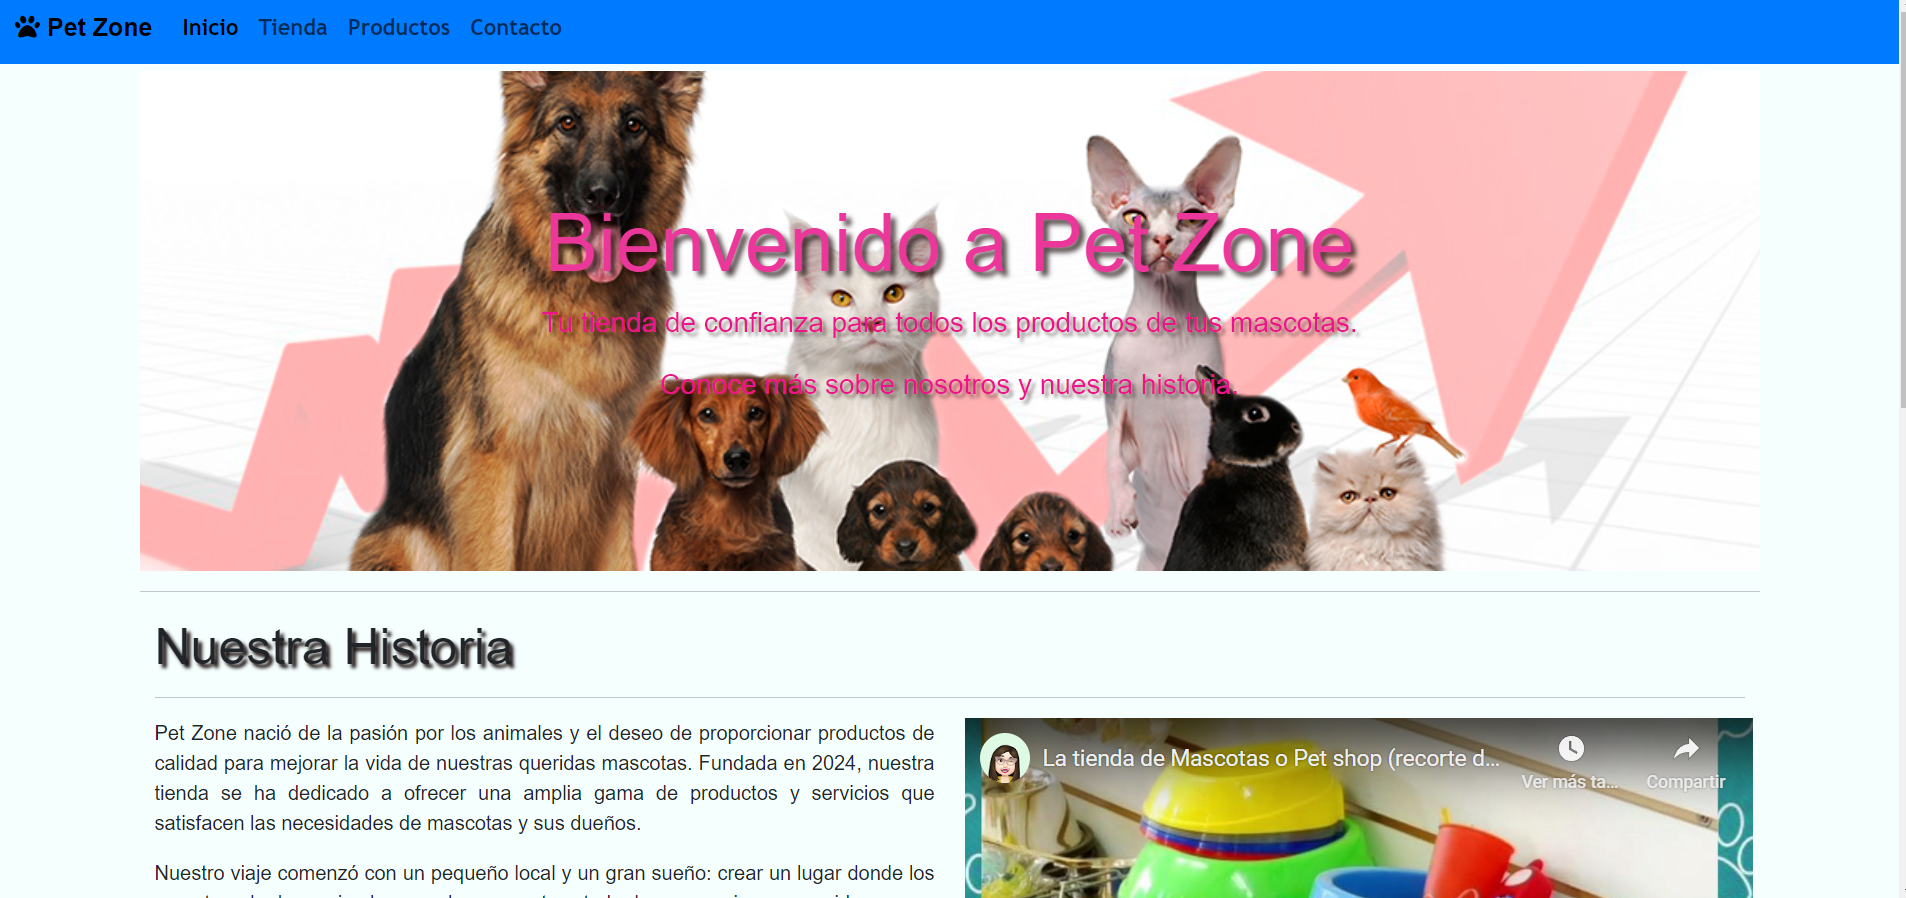 Pet Zone Inicio Tienda Productos Contacto
Bienvenido a Pet Zone
Tu tienda de confianza para todos los productos de tus mascotas.
Conoce más sobre nosotros y nuestra historia.
Nuestra Historia
Pet Zone nació de la pasión por los animales y el deseo de proporcionar productos de
calidad para mejorar la vida de nuestras queridas mascotas. Fundada en 2024, nuestra
tienda se ha dedicado a ofrecer una amplia gama de productos y servicios que
satisfacen las necesidades de mascotas y sus dueños.
Nuestro viaje comenzó con un pequeño local y un gran sueño: crear un lugar donde los
La tienda de Mascotas o Pet shop (recorte d...
Ver más ta...
Compartir